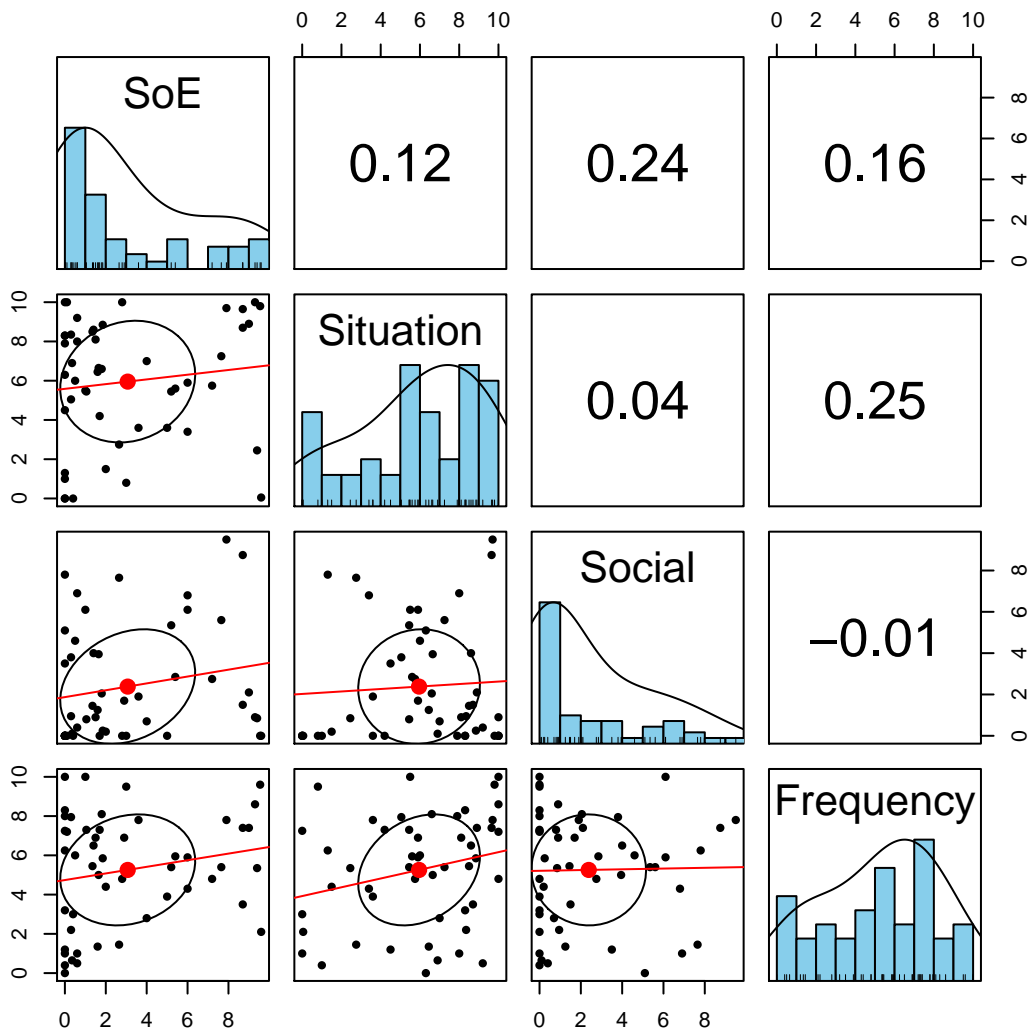 0 2 4 6 8 10 0 2 4 6 8 10
SoE
0.12 0.24 0.16
0 2 4 6 8
0 2 4 6 8 10
Situation
0.04 0.25
Social
−0.01
0 2 4 6 8
0 2 4 6 8 10
Frequency
0 2 4 6 8 0 2 4 6 8